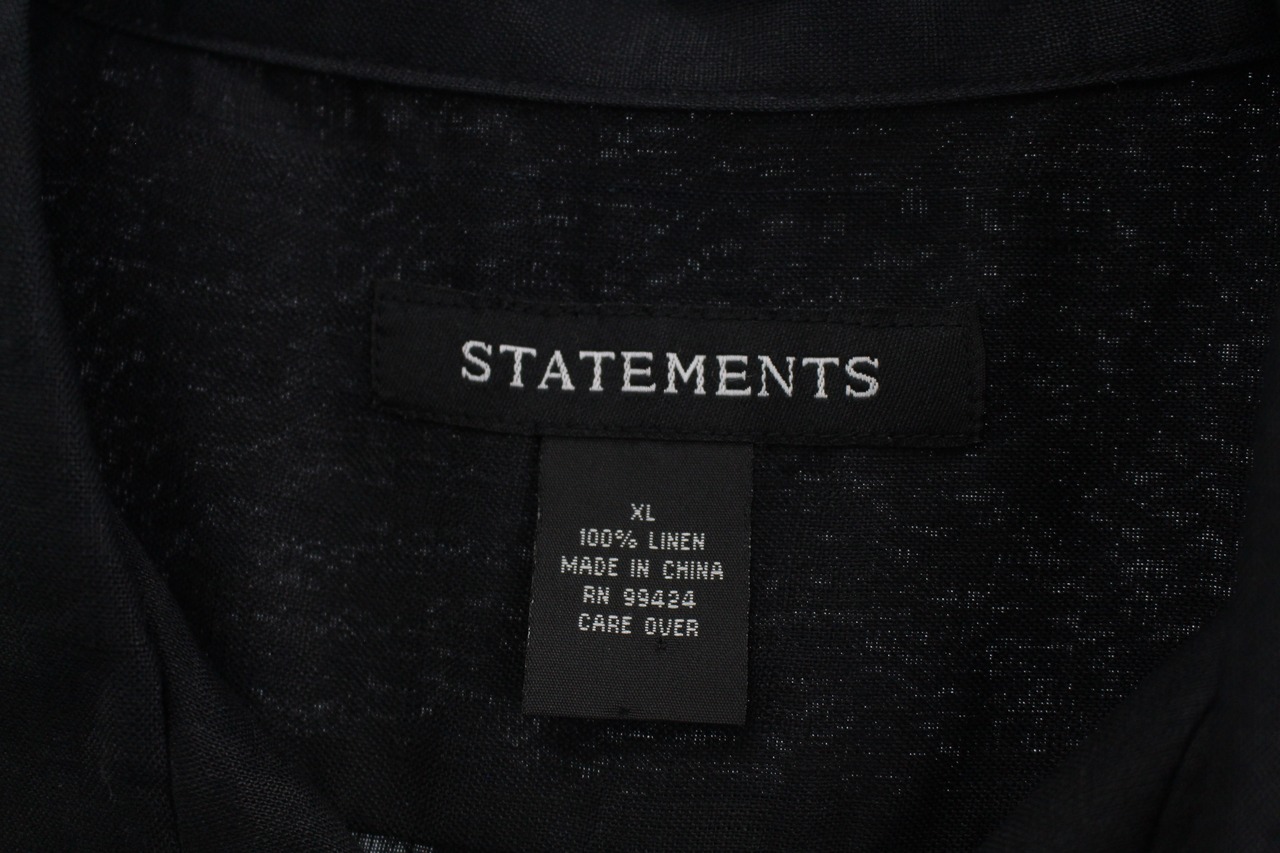 STATEMENTS
XL
100% LINEN
MADE IN CHINA
RN 99424
CARE OVER